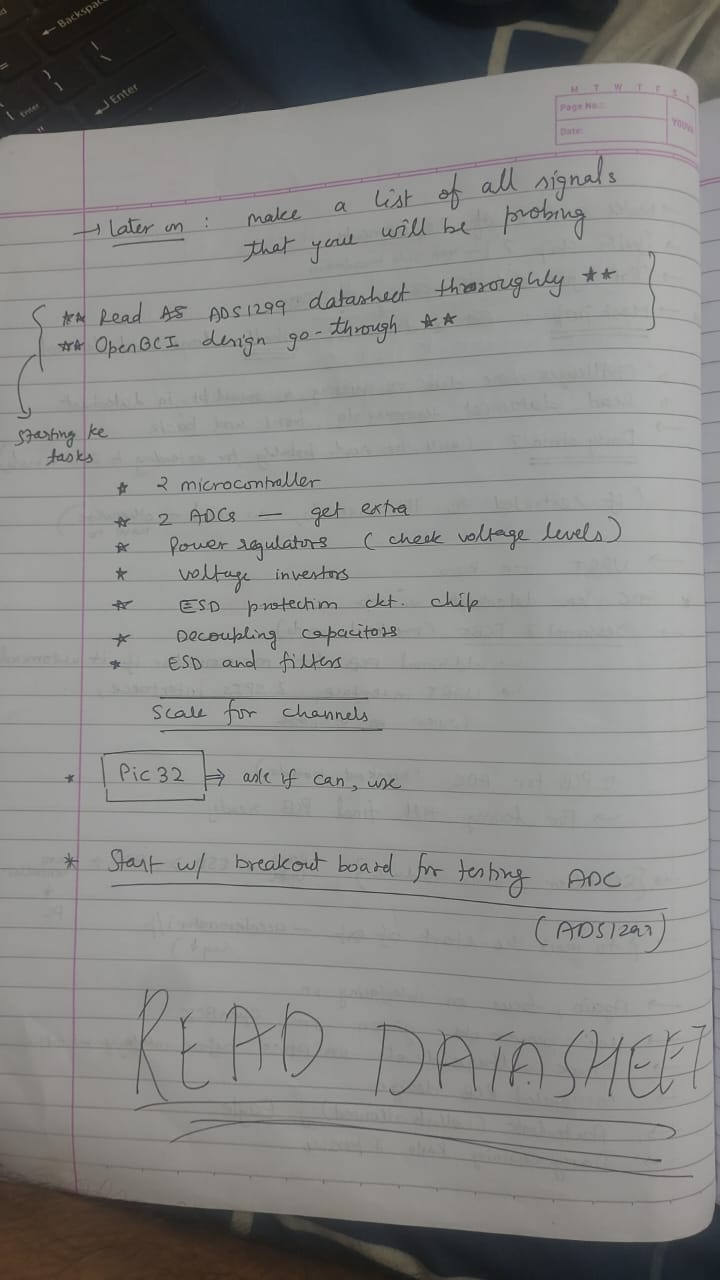 Backspace
Enter
Enter
M T W T F S S
Page No.:
Date:
YOUVA
→ Later on : make a list of all signals
that youe will be probing
** Read AS ADS1299 datasheet thoroughly **
** OpenBCI design go-through **
starting ke
tasks
* 2 microcontroller
* 2 ADCs — get extra
* Power regulators (check voltage levels)
* voltage investors
* ESD protection ckt. chip
* Decoupling capacitors
* ESD and filters
Scale for channels
* Pic 32 ⇒ ask if can, use
* Start w/ breakout board for testing ADC
(ADS1299)
READ DATASHEET